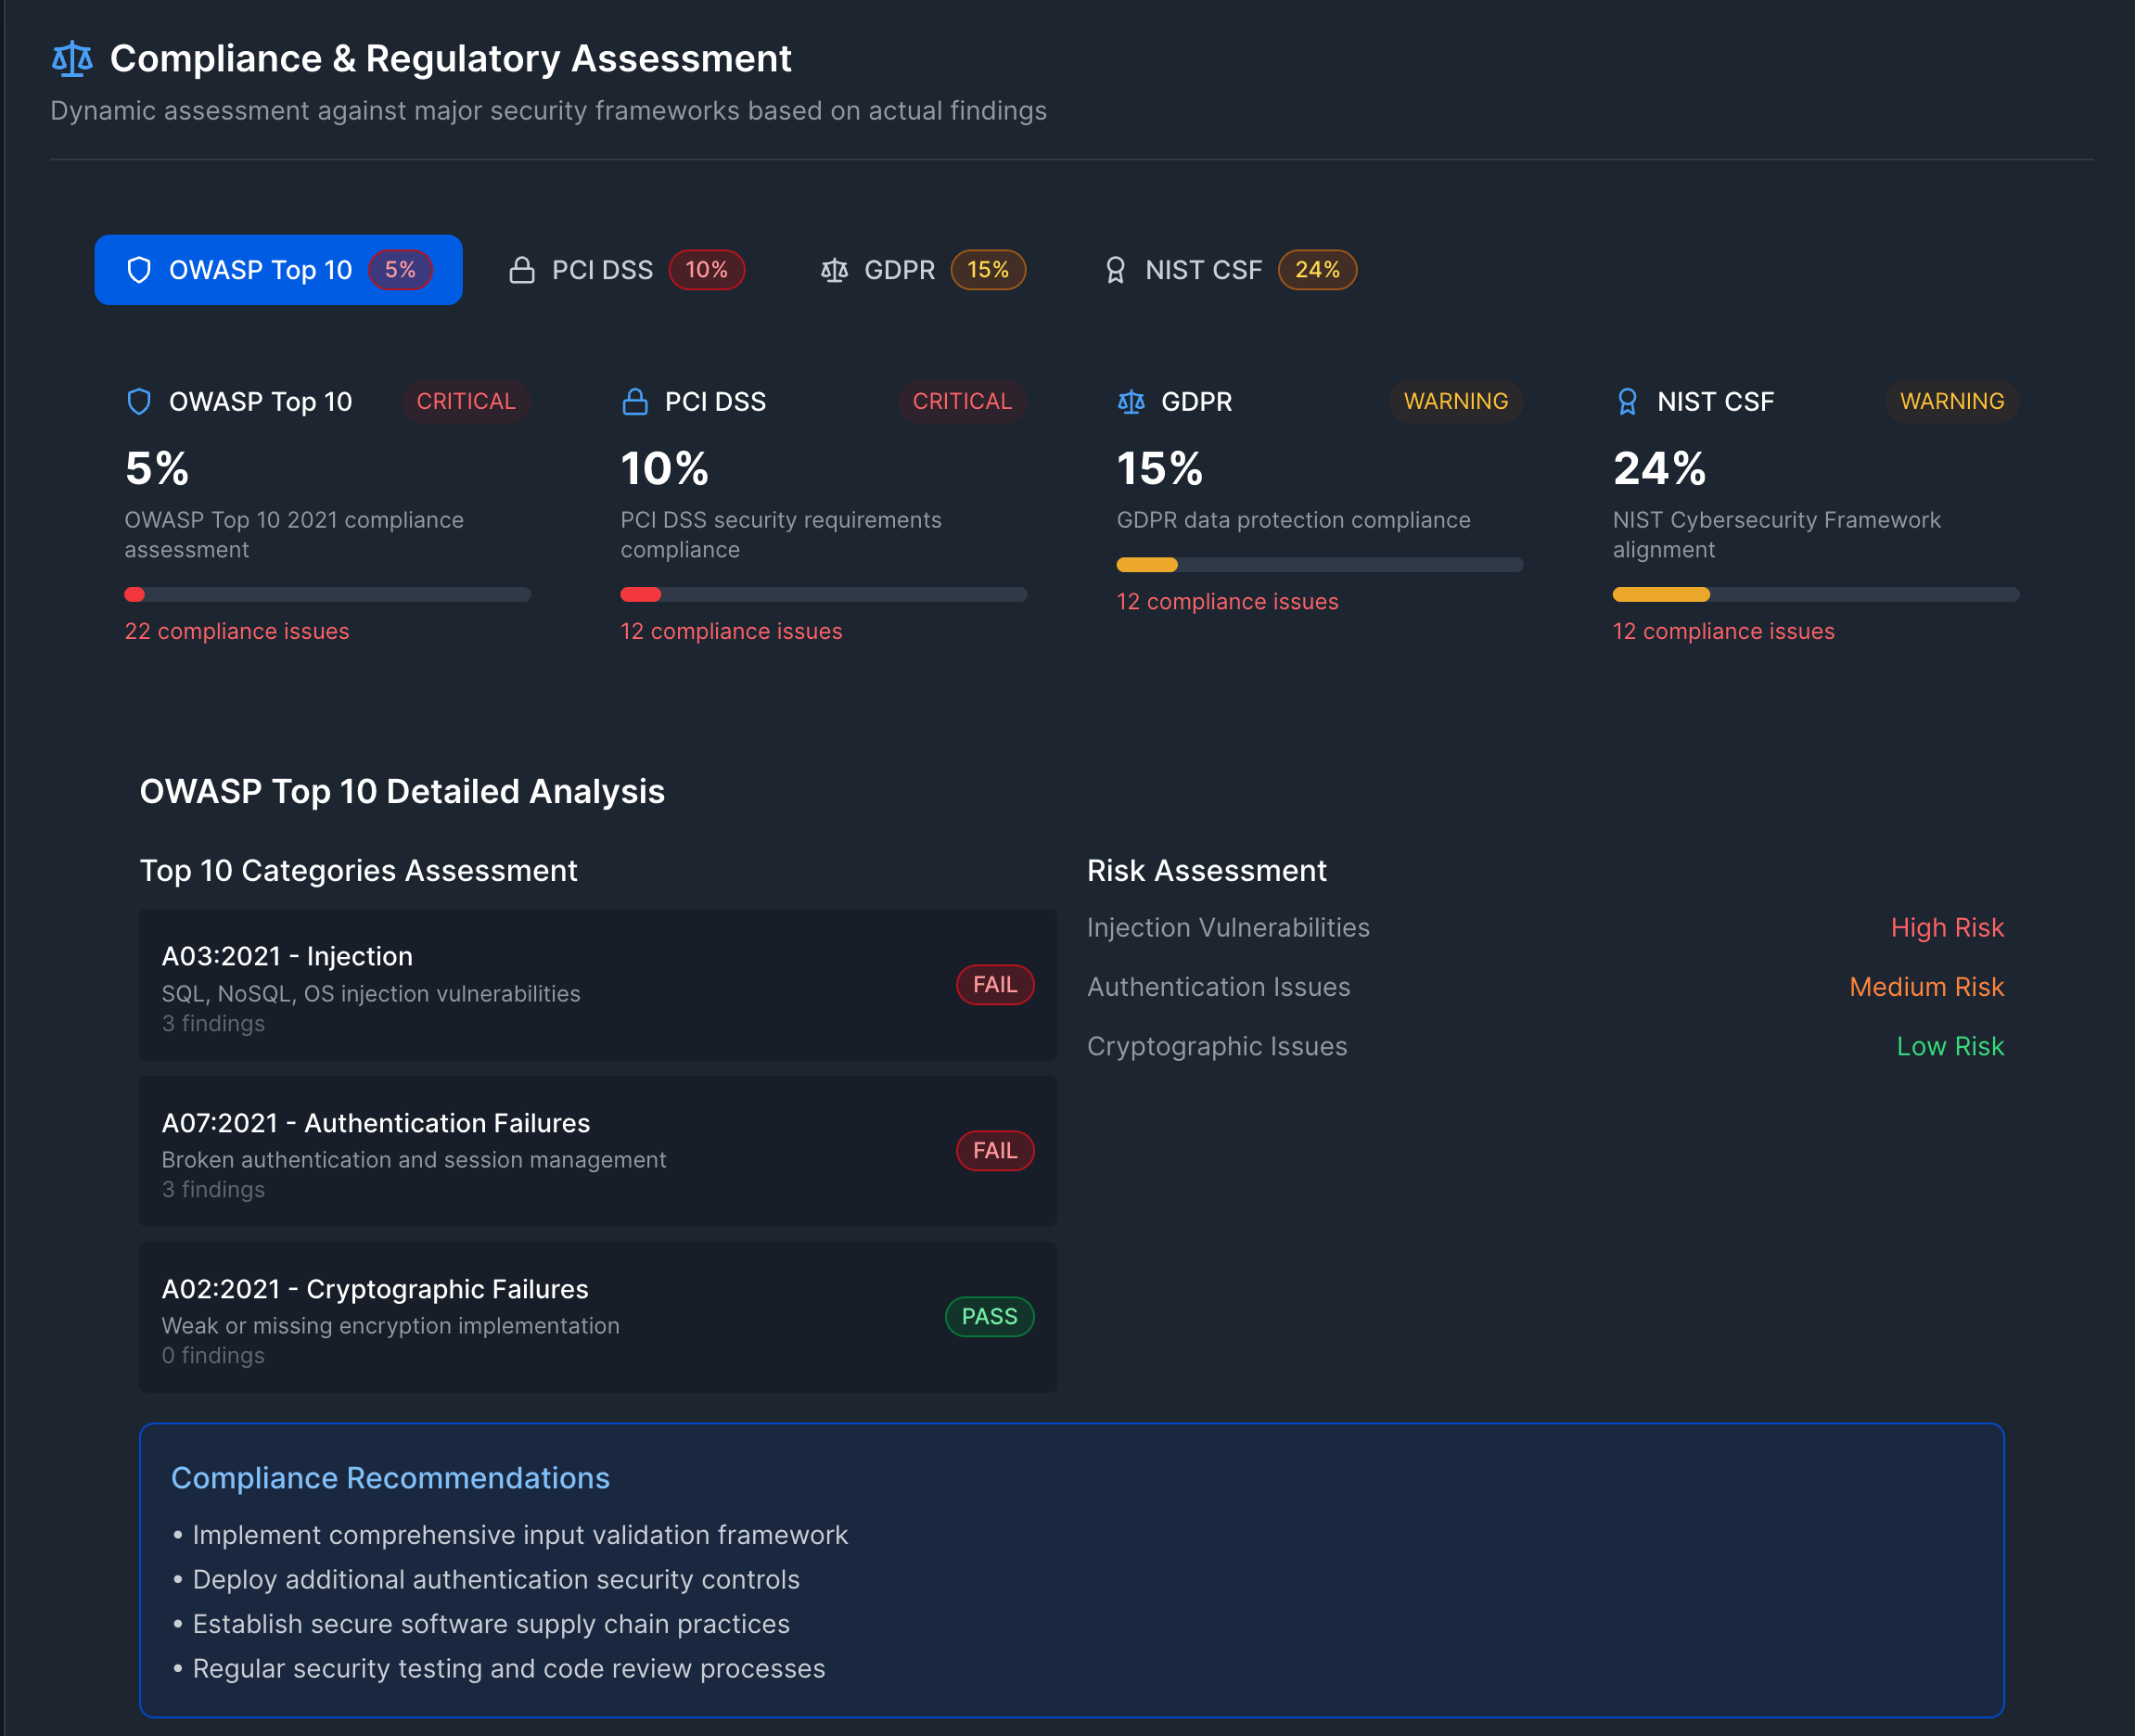 Compliance & Regulatory Assessment
Dynamic assessment against major security frameworks based on actual findings
OWASP Top 10 5%
PCI DSS 10%
GDPR 15%
NIST CSF 24%
OWASP Top 10 CRITICAL
5%
OWASP Top 10 2021 compliance
assessment
22 compliance issues
PCI DSS CRITICAL
10%
PCI DSS security requirements
compliance
12 compliance issues
GDPR WARNING
15%
GDPR data protection compliance
12 compliance issues
NIST CSF WARNING
24%
NIST Cybersecurity Framework
alignment
12 compliance issues
OWASP Top 10 Detailed Analysis
Top 10 Categories Assessment
A03:2021 - Injection
SQL, NoSQL, OS injection vulnerabilities
3 findings
FAIL
A07:2021 - Authentication Failures
Broken authentication and session management
3 findings
FAIL
A02:2021 - Cryptographic Failures
Weak or missing encryption implementation
0 findings
PASS
Risk Assessment
Injection Vulnerabilities High Risk
Authentication Issues Medium Risk
Cryptographic Issues Low Risk
Compliance Recommendations
• Implement comprehensive input validation framework
• Deploy additional authentication security controls
• Establish secure software supply chain practices
• Regular security testing and code review processes